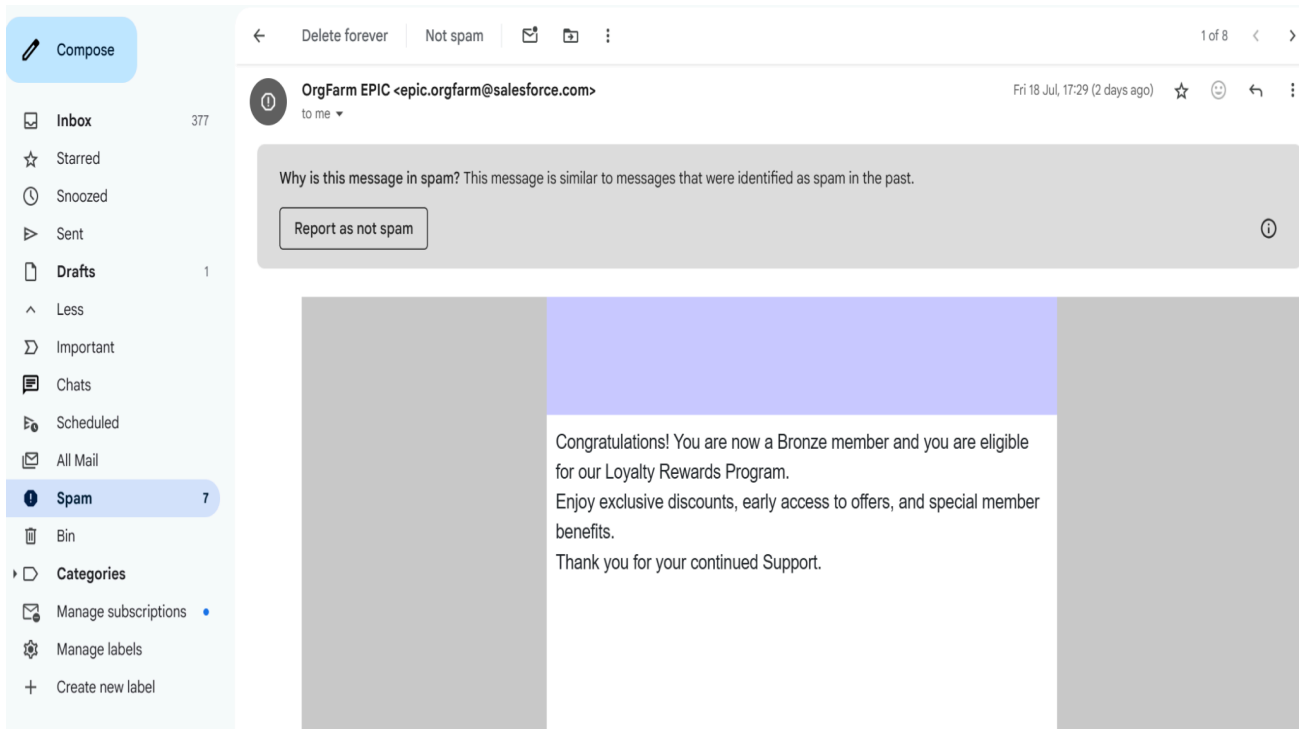 Compose
Inbox 377
Starred
Snoozed
Sent
Drafts 1
Less
Important
Chats
Scheduled
All Mail
Spam 7
Bin
Categories
Manage subscriptions
Manage labels
Create new label
Delete forever Not spam 1 of 8
OrgFarm EPIC <epic.orgfarm@salesforce.com> Fri 18 Jul, 17:29 (2 days ago)
to me
Why is this message in spam? This message is similar to messages that were identified as spam in the past.
Report as not spam
Congratulations! You are now a Bronze member and you are eligible
for our Loyalty Rewards Program.
Enjoy exclusive discounts, early access to offers, and special member
benefits.
Thank you for your continued Support.